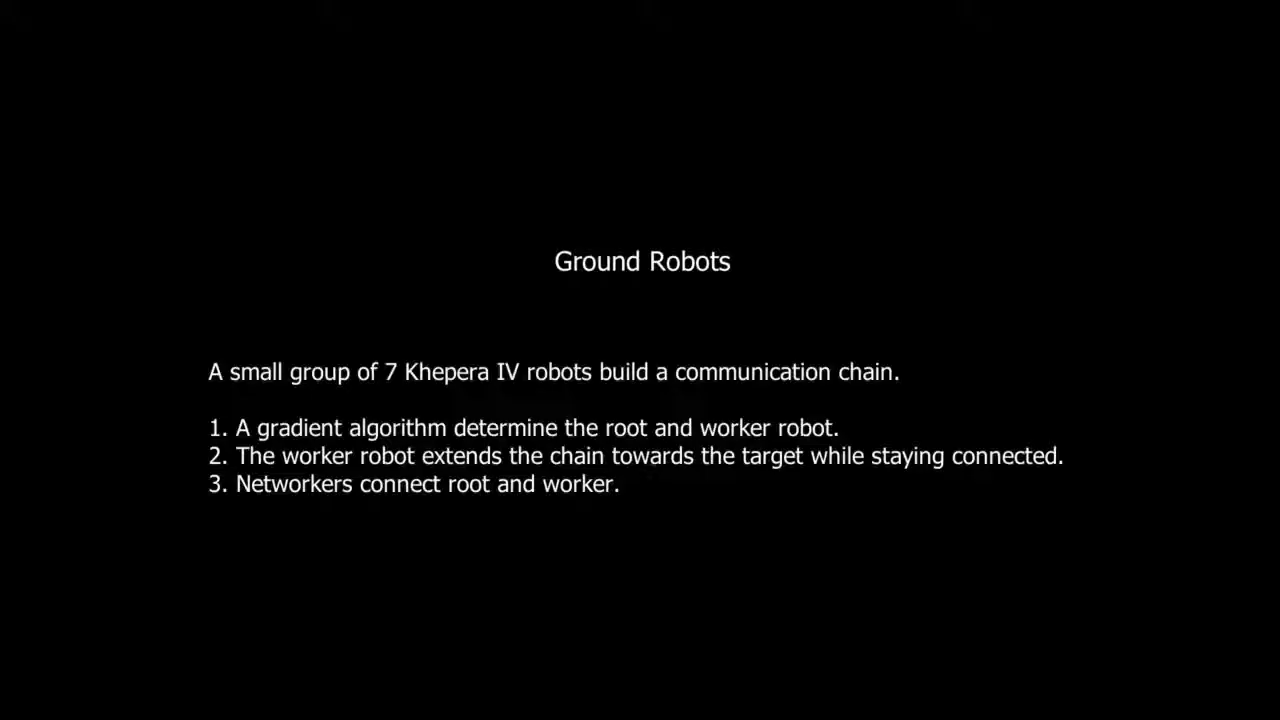 Ground Robots
A small group of 7 Khepera IV robots build a communication chain.
1. A gradient algorithm determine the root and worker robot.
2. The worker robot extends the chain towards the target while staying connected.
3. Networkers connect root and worker.